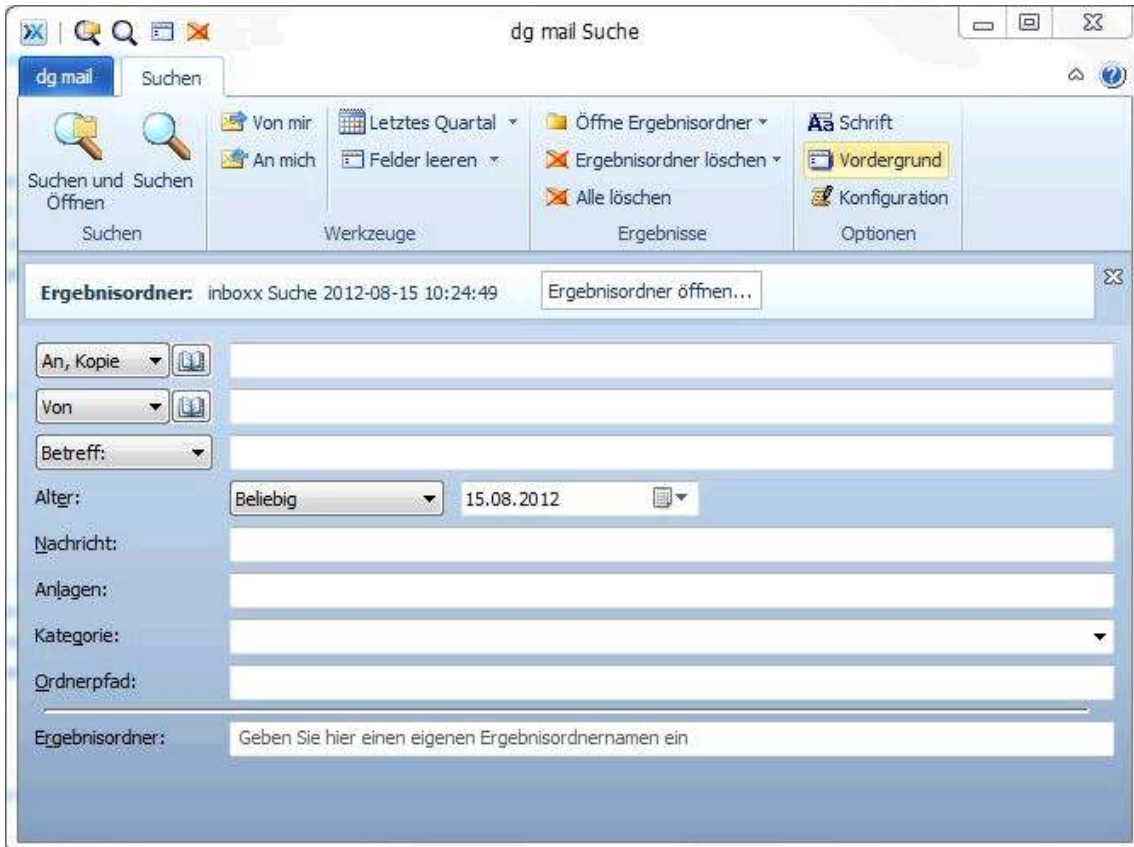 dg mail Suche
dg mail Suchen
Von mir Letztes Quartal Öffne Ergebnisordner Aa Schrift
An mich Felder leeren Ergebnisordner löschen Vordergrund
Suchen und Öffnen Suchen Alle löschen Konfiguration
Suchen Werkzeuge Ergebnisse Optionen
Ergebnisordner: inboxx Suche 2012-08-15 10:24:49 Ergebnisordner öffnen...
An, Kopie
Von
Betreff:
Alter: Beliebig 15.08.2012
Nachricht:
Anlagen:
Kategorie:
Ordnerpfad:
Ergebnisordner: Geben Sie hier einen eigenen Ergebnisordnernamen ein